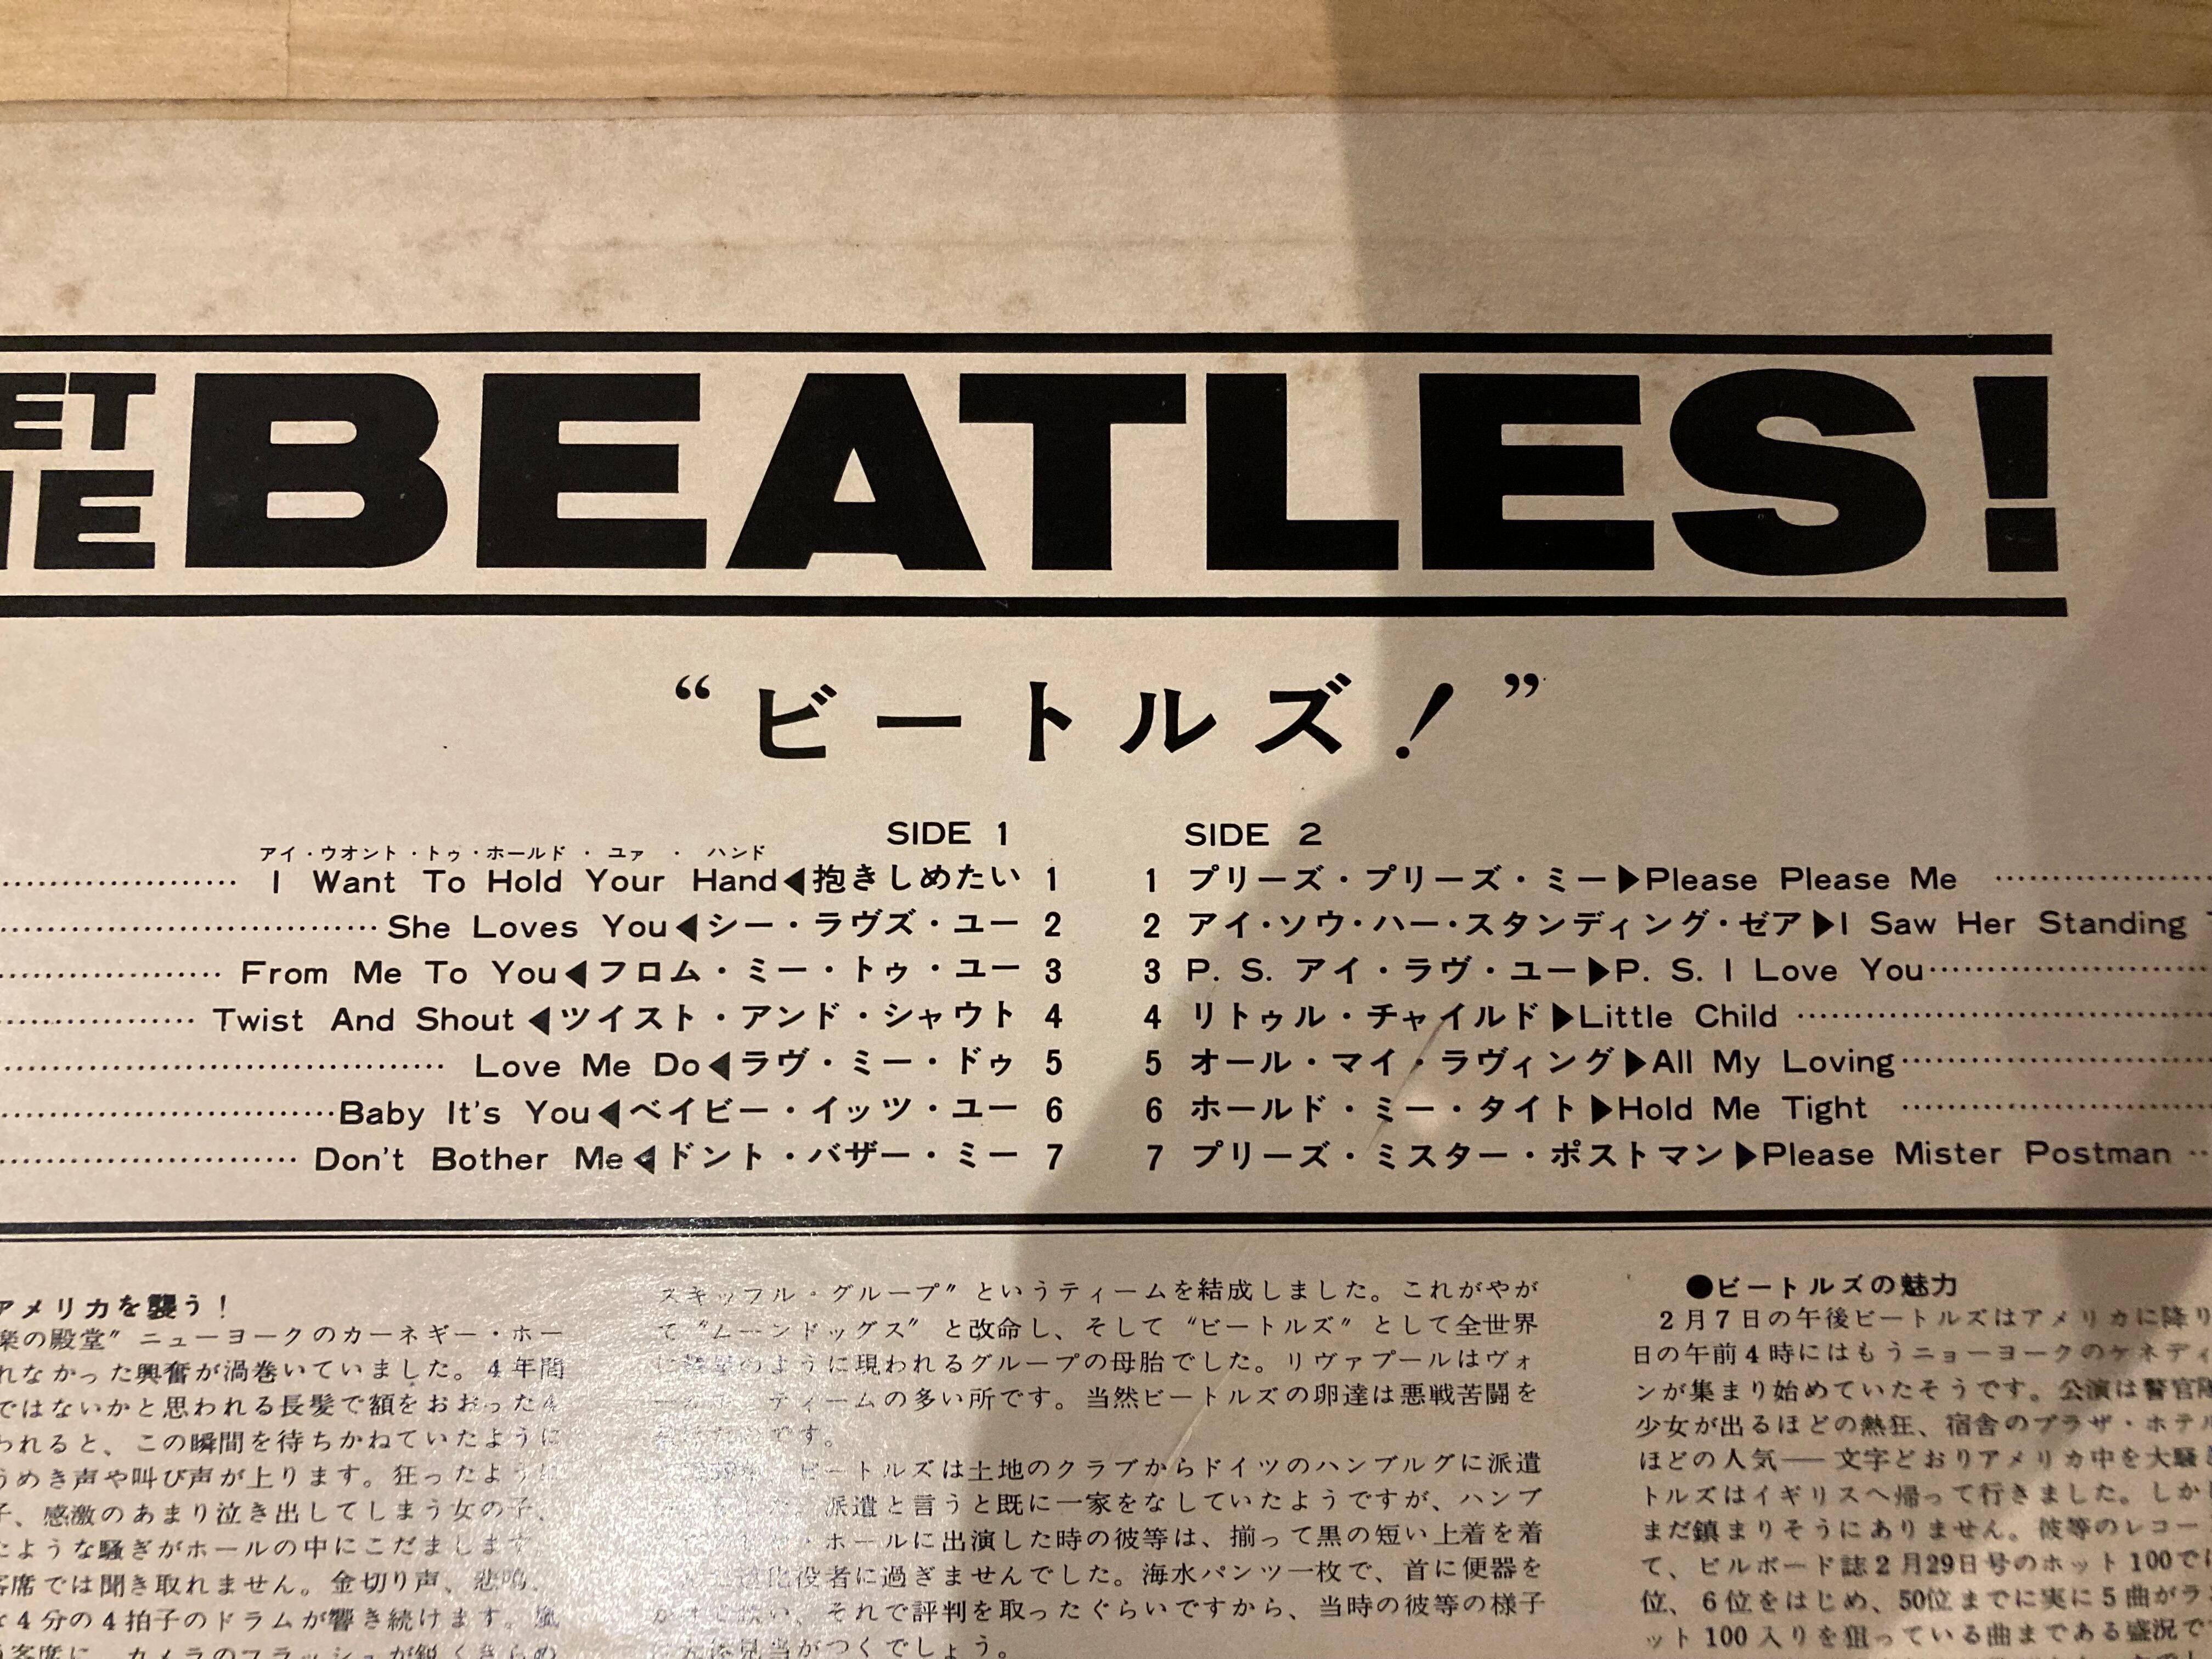 ET
HE
BEATLES!
“ビートルズ!”
SIDE 1
アイ・ウオント・トゥ・ホールド・ユァ・ハンド
I Want To Hold Your Hand◀抱きしめたい 1
She Loves You◀シー・ラヴズ・ユー 2
From Me To You◀フロム・ミー・トゥ・ユー 3
Twist And Shout◀ツイスト・アンド・シャウト 4
Love Me Do◀ラヴ・ミー・ドゥ 5
Baby It's You◀ベイビー・イッツ・ユー 6
Don't Bother Me◀ドント・バザー・ミー 7
SIDE 2
1 プリーズ・プリーズ・ミー▶Please Please Me
2 アイ・ソウ・ハー・スタンディング・ゼア▶I Saw Her Standing
3 P. S. アイ・ラヴ・ユー▶P. S. I Love You
4 リトゥル・チャイルド▶Little Child
5 オール・マイ・ラヴィング▶All My Loving
6 ホールド・ミー・タイト▶Hold Me Tight
7 プリーズ・ミスター・ポストマン▶Please Mister Postman
アメリカを襲う!
楽の殿堂〃ニューヨークのカーネギー・ホー
れなかった興奮が渦巻いていました。4年間
ではないかと思われる長髪で額をおおった4
われると、この瞬間を待ちかねていたように
うめき声や叫び声が上ります。狂ったように
子、感激のあまり泣き出してしまう女の子、
たような騒ぎがホールの中にこだまします
客席では聞き取れません。金切り声、悲鳴、
な4分の4拍子のドラムが響き続けます。嵐
客席に、カメラのフラッシュが鋭くきらめ
スキッフル・グループ〃というティームを結成しました。これがやが
て〃ムーンドッグス〃と改命し、そして〃ビートルズ〃として全世界
のように現われるグループの母胎でした。リヴァプールはヴォ
ティームの多い所です。当然ビートルズの卵達は悪戦苦闘を
です。
ビートルズは土地のクラブからドイツのハンブルグに派遣
派遣と言うと既に一家をなしていたようですが、ハンブ
・ホールに出演した時の彼等は、揃って黒の短い上着を着
役者に過ぎませんでした。海水パンツ一枚で、首に便器を
それで評判を取ったぐらいですから、当時の彼等の様子
見当がつくでしょう。
●ビートルズの魅力
2月7日の午後ビートルズはアメリカに降り
日の午前4時にはもうニューヨークのケネディ
ンが集まり始めていたそうです。公演は警官隊
少女が出るほどの熱狂、宿舎のプラザ・ホテル
ほどの人気——文字どおりアメリカ中を大騒ぎ
トルズはイギリスへ帰って行きました。しかし
まだ鎮まりそうにありません。彼等のレコー
て、ビルボード誌2月29日号のホット100では
位、6位をはじめ、50位までに実に5曲がラン
ット100入りを狙っている曲まである盛況で